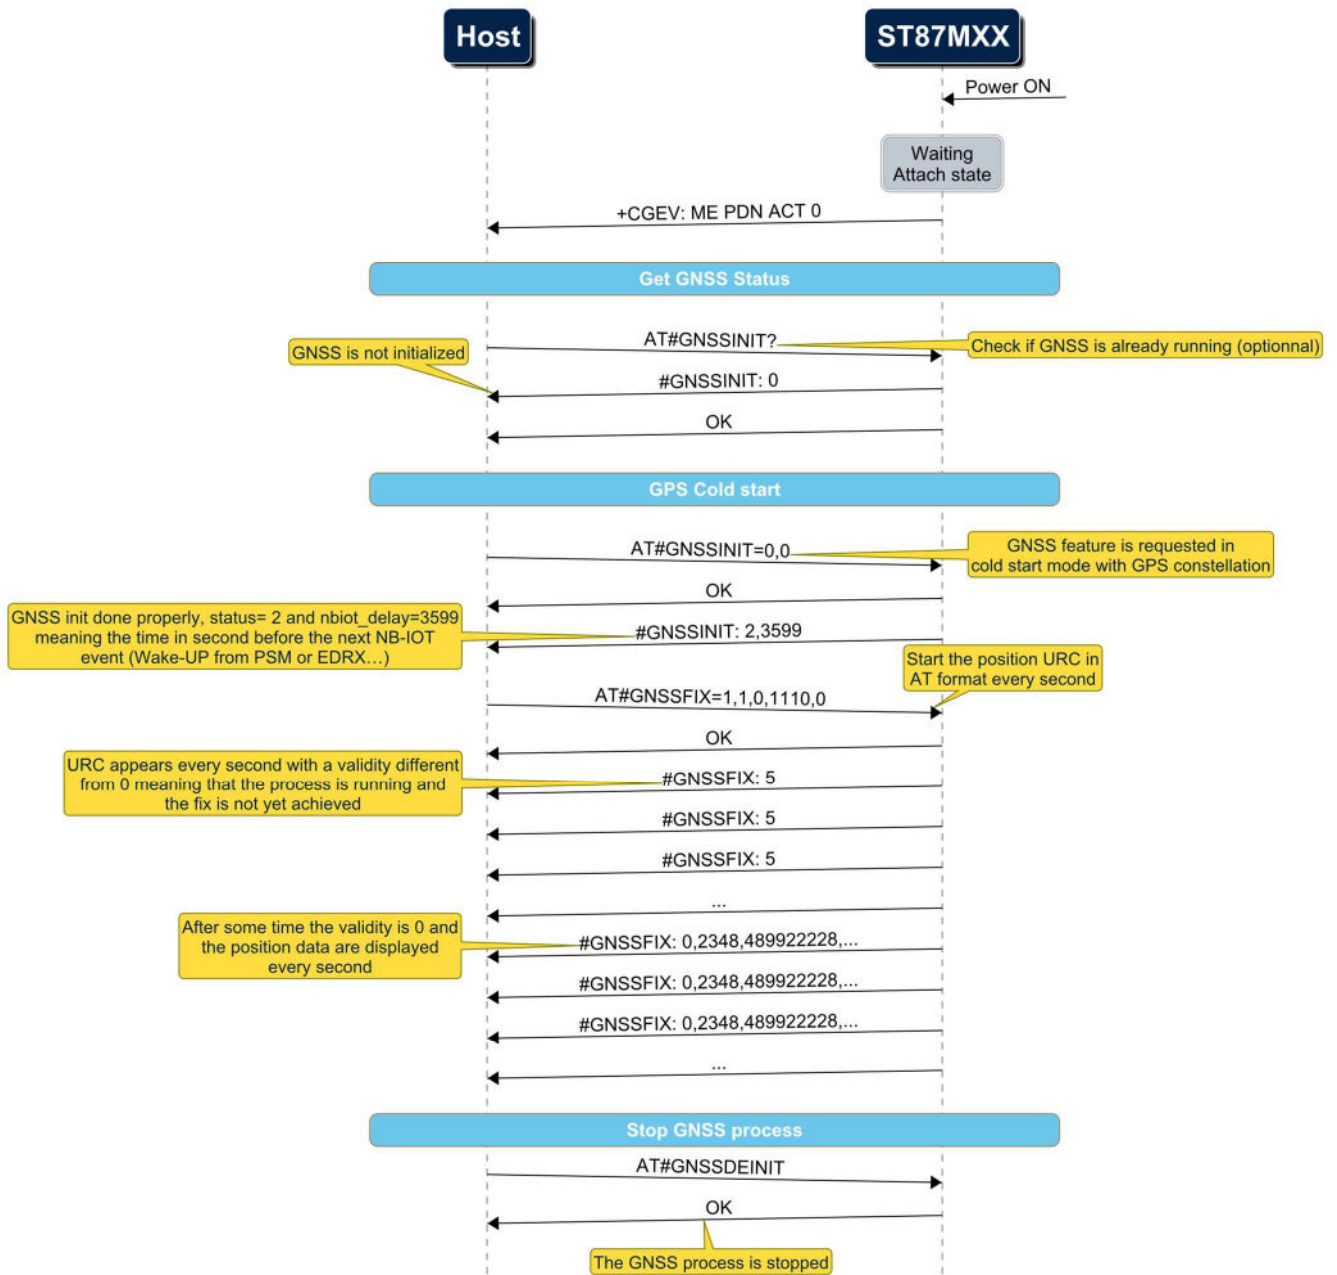 Host
ST87MXX
Power ON
Waiting
Attach state
+CGEV: ME PDN ACT 0
Get GNSS Status
AT#GNSSINIT?
Check if GNSS is already running (optionnal)
GNSS is not initialized
#GNSSINIT: 0
OK
GPS Cold start
AT#GNSSINIT=0,0
GNSS feature is requested in
cold start mode with GPS constellation
OK
GNSS init done properly, status= 2 and nbiot_delay=3599
meaning the time in second before the next NB-IOT
event (Wake-UP from PSM or EDRX…)
#GNSSINIT: 2,3599
Start the position URC in
AT format every second
AT#GNSSFIX=1,1,0,1110,0
OK
URC appears every second with a validity different
from 0 meaning that the process is running and
the fix is not yet achieved
#GNSSFIX: 5
#GNSSFIX: 5
#GNSSFIX: 5
...
After some time the validity is 0 and
the position data are displayed
every second
#GNSSFIX: 0,2348,489922228,...
#GNSSFIX: 0,2348,489922228,...
#GNSSFIX: 0,2348,489922228,...
...
Stop GNSS process
AT#GNSSDEINIT
OK
The GNSS process is stopped